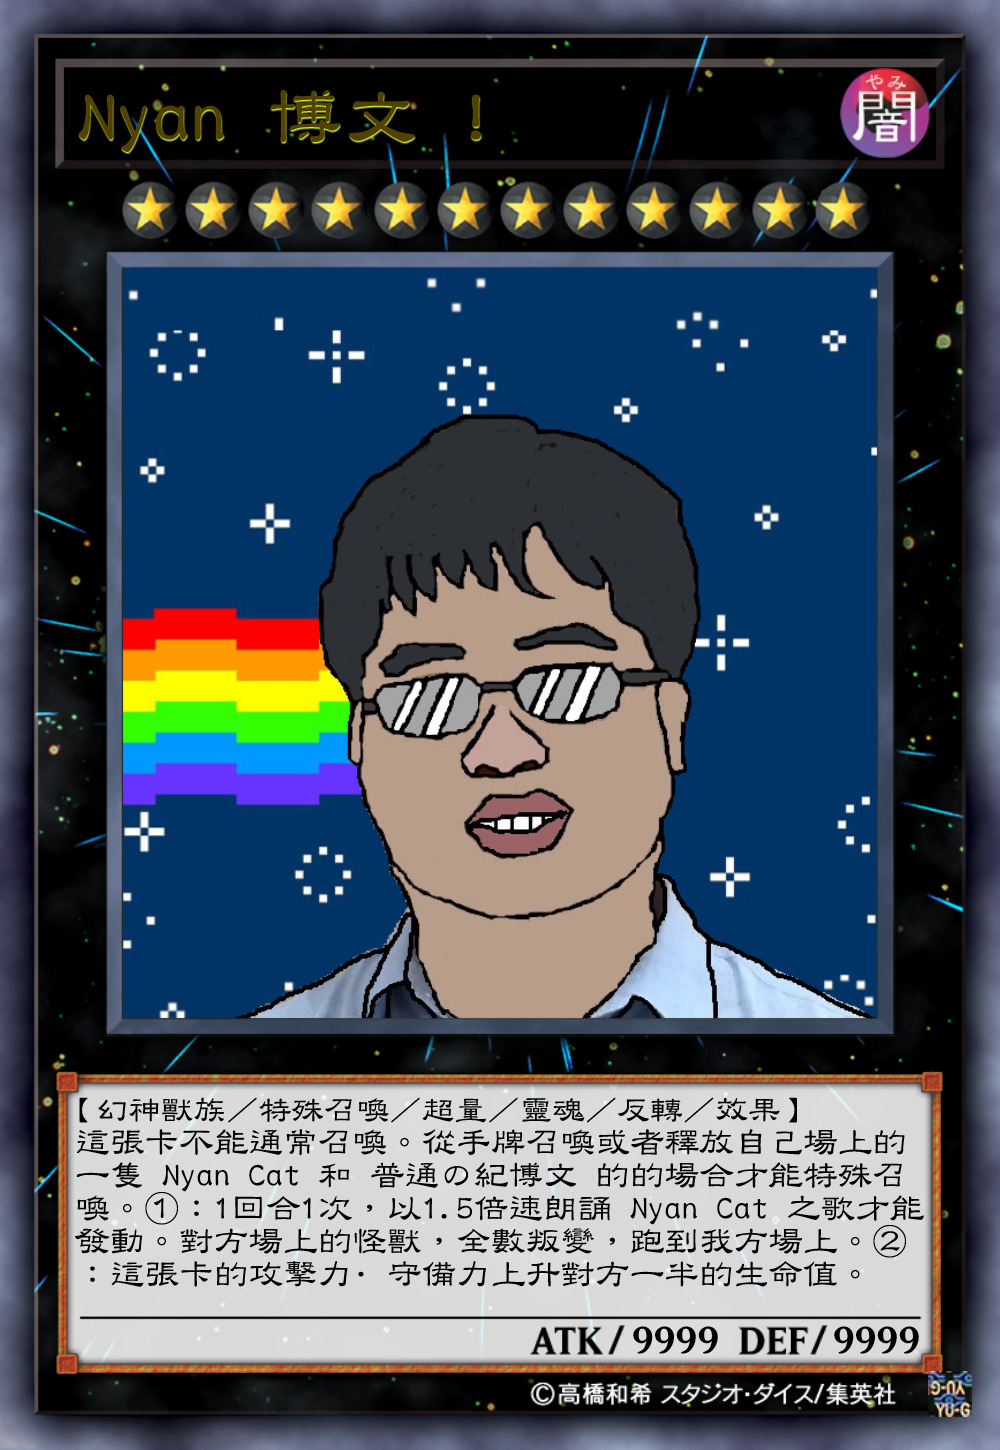 Nyan 博文 !
やみ
闇
【幻神獸族／特殊召喚／超量／靈魂／反轉／效果】
這張卡不能通常召喚。從手牌召喚或者釋放自己場上的
一隻 Nyan Cat 和 普通の紀博文 的的場合才能特殊召
喚。①：1回合1次，以1.5倍速朗誦 Nyan Cat 之歌才能
發動。對方場上的怪獸，全數叛變，跑到我方場上。②
：這張卡的攻擊力· 守備力上升對方一半的生命值。
ATK/9999 DEF/9999
©高橋和希 スタジオ・ダイス/集英社
YU-G
YU-G